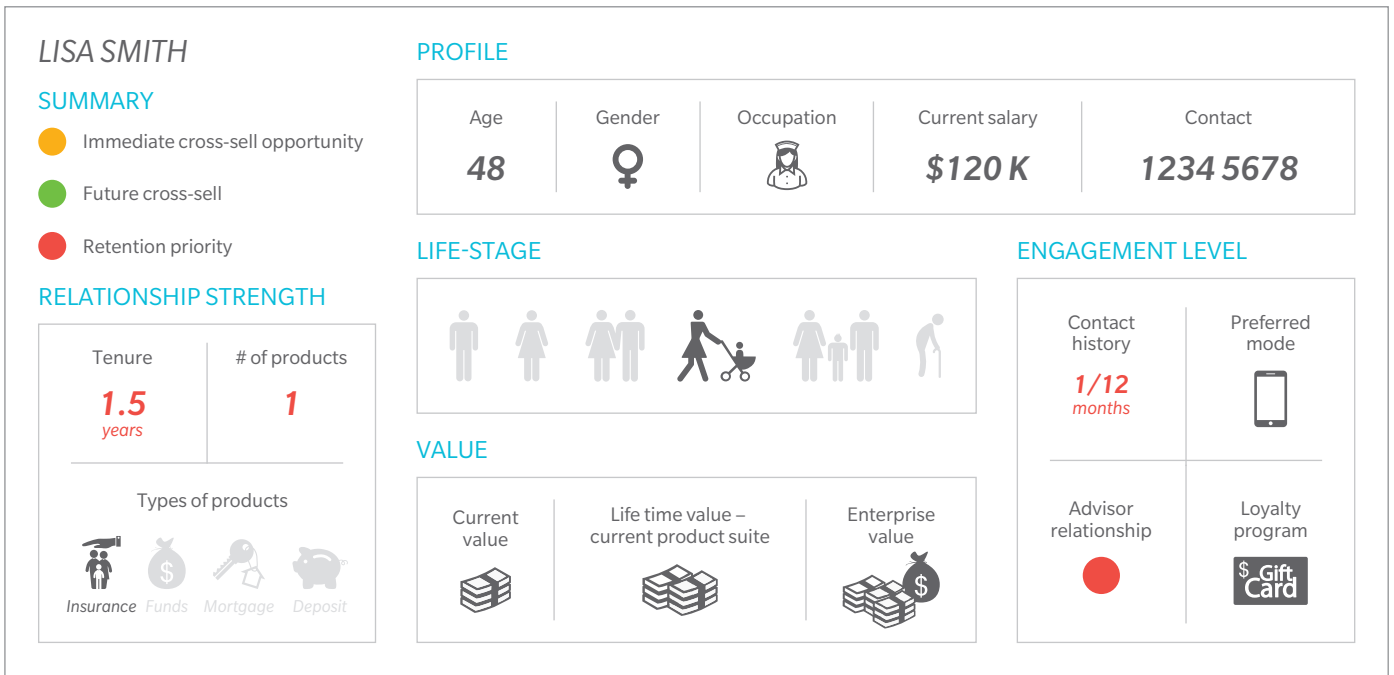 LISA SMITH
SUMMARY
Immediate cross-sell opportunity
Future cross-sell
Retention priority
RELATIONSHIP STRENGTH
Tenure
1.5
years
# of products
1
Types of products
Insurance
Funds
Mortgage
Deposit
$
PROFILE
Age
48
Gender
Occupation
Current salary
$120 K
Contact
1234 5678
LIFE-STAGE
VALUE
Current
value
Life time value –
current product suite
Enterprise
value
$
ENGAGEMENT LEVEL
Contact
history
1/12
months
Preferred
mode
Advisor
relationship
Loyalty
program
$ Gift
Card